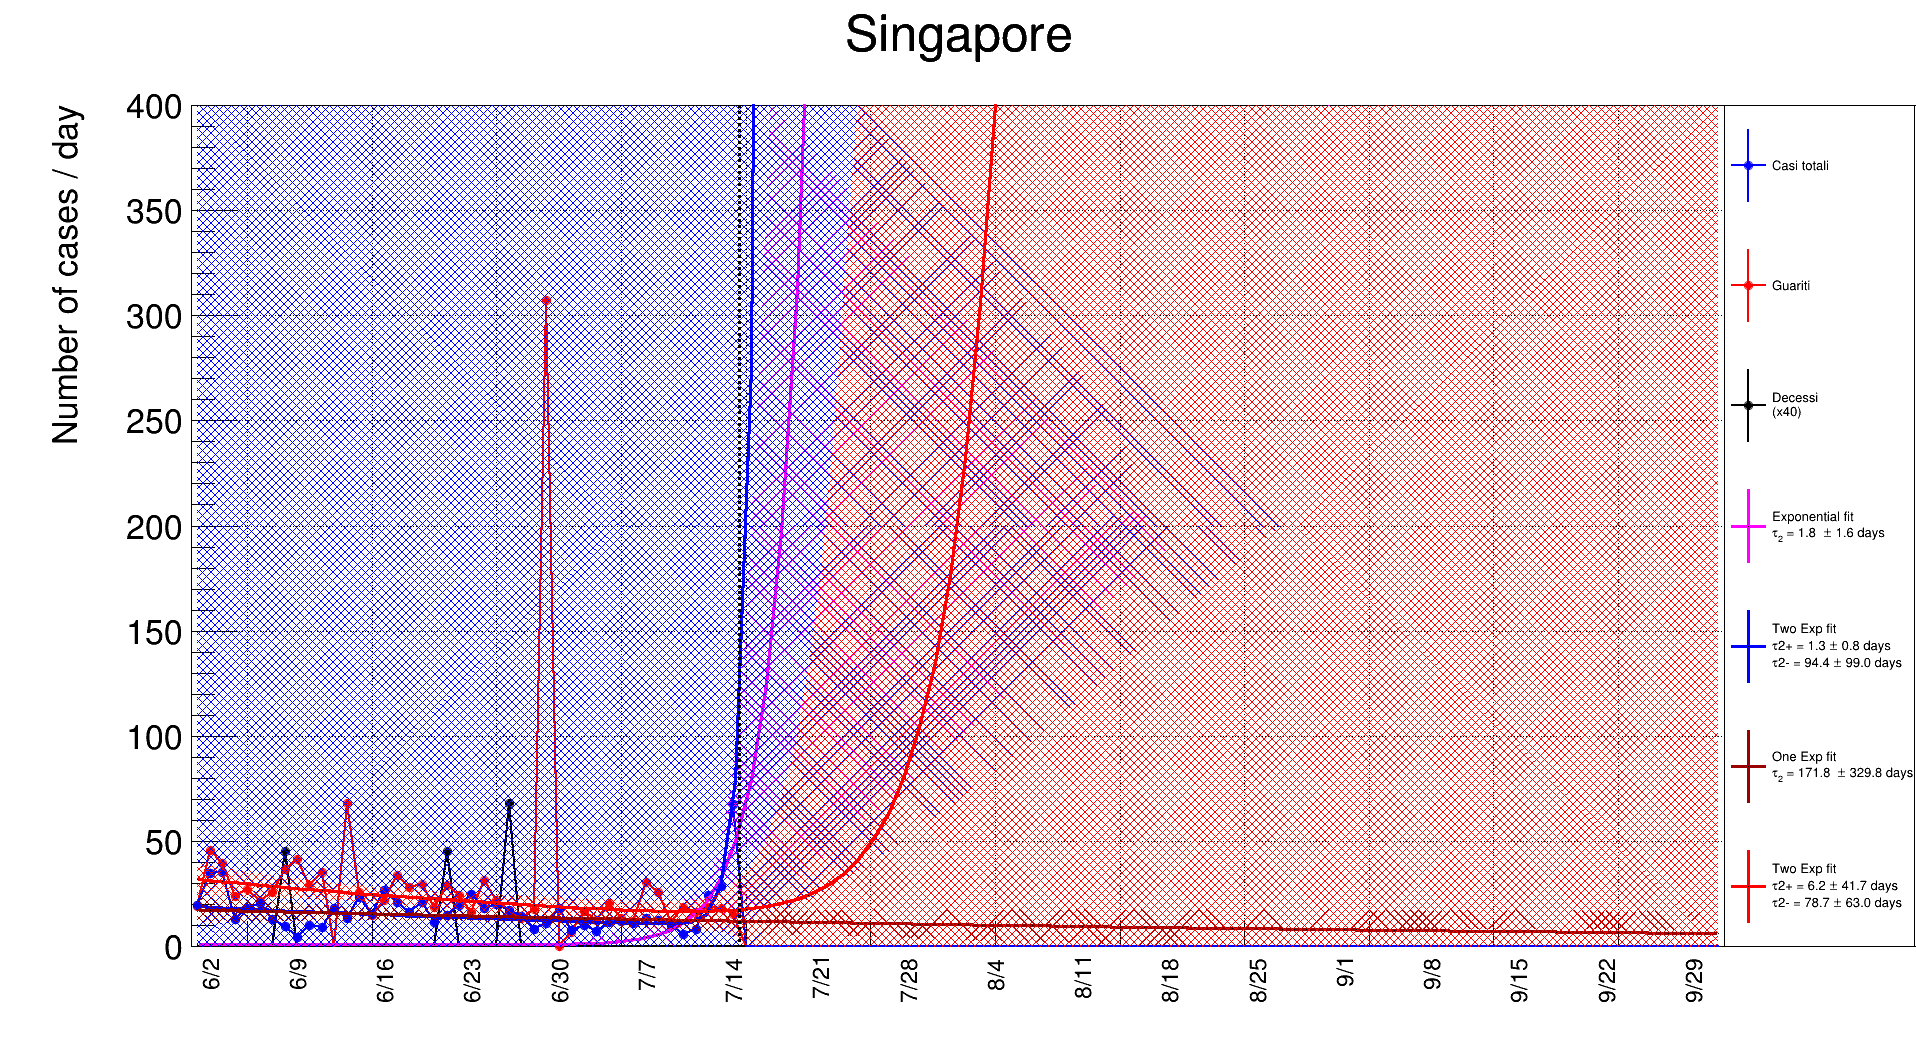 Singapore
Number of cases / day
400
350
300
250
200
150
100
50
0
6/2 6/9 6/16 6/23 6/30 7/7 7/14 7/21 7/28 8/4 8/11 8/18 8/25 9/1 9/8 9/15 9/22 9/29
Casi totali
Guariti
Decessi
(x40)
Exponential fit
τ2 = 1.8 ± 1.6 days
Two Exp fit
τ2+ = 1.3 ± 0.8 days
τ2- = 94.4 ± 99.0 days
One Exp fit
τ2 = 171.8 ± 329.8 days
Two Exp fit
τ2+ = 6.2 ± 41.7 days
τ2- = 78.7 ± 63.0 days